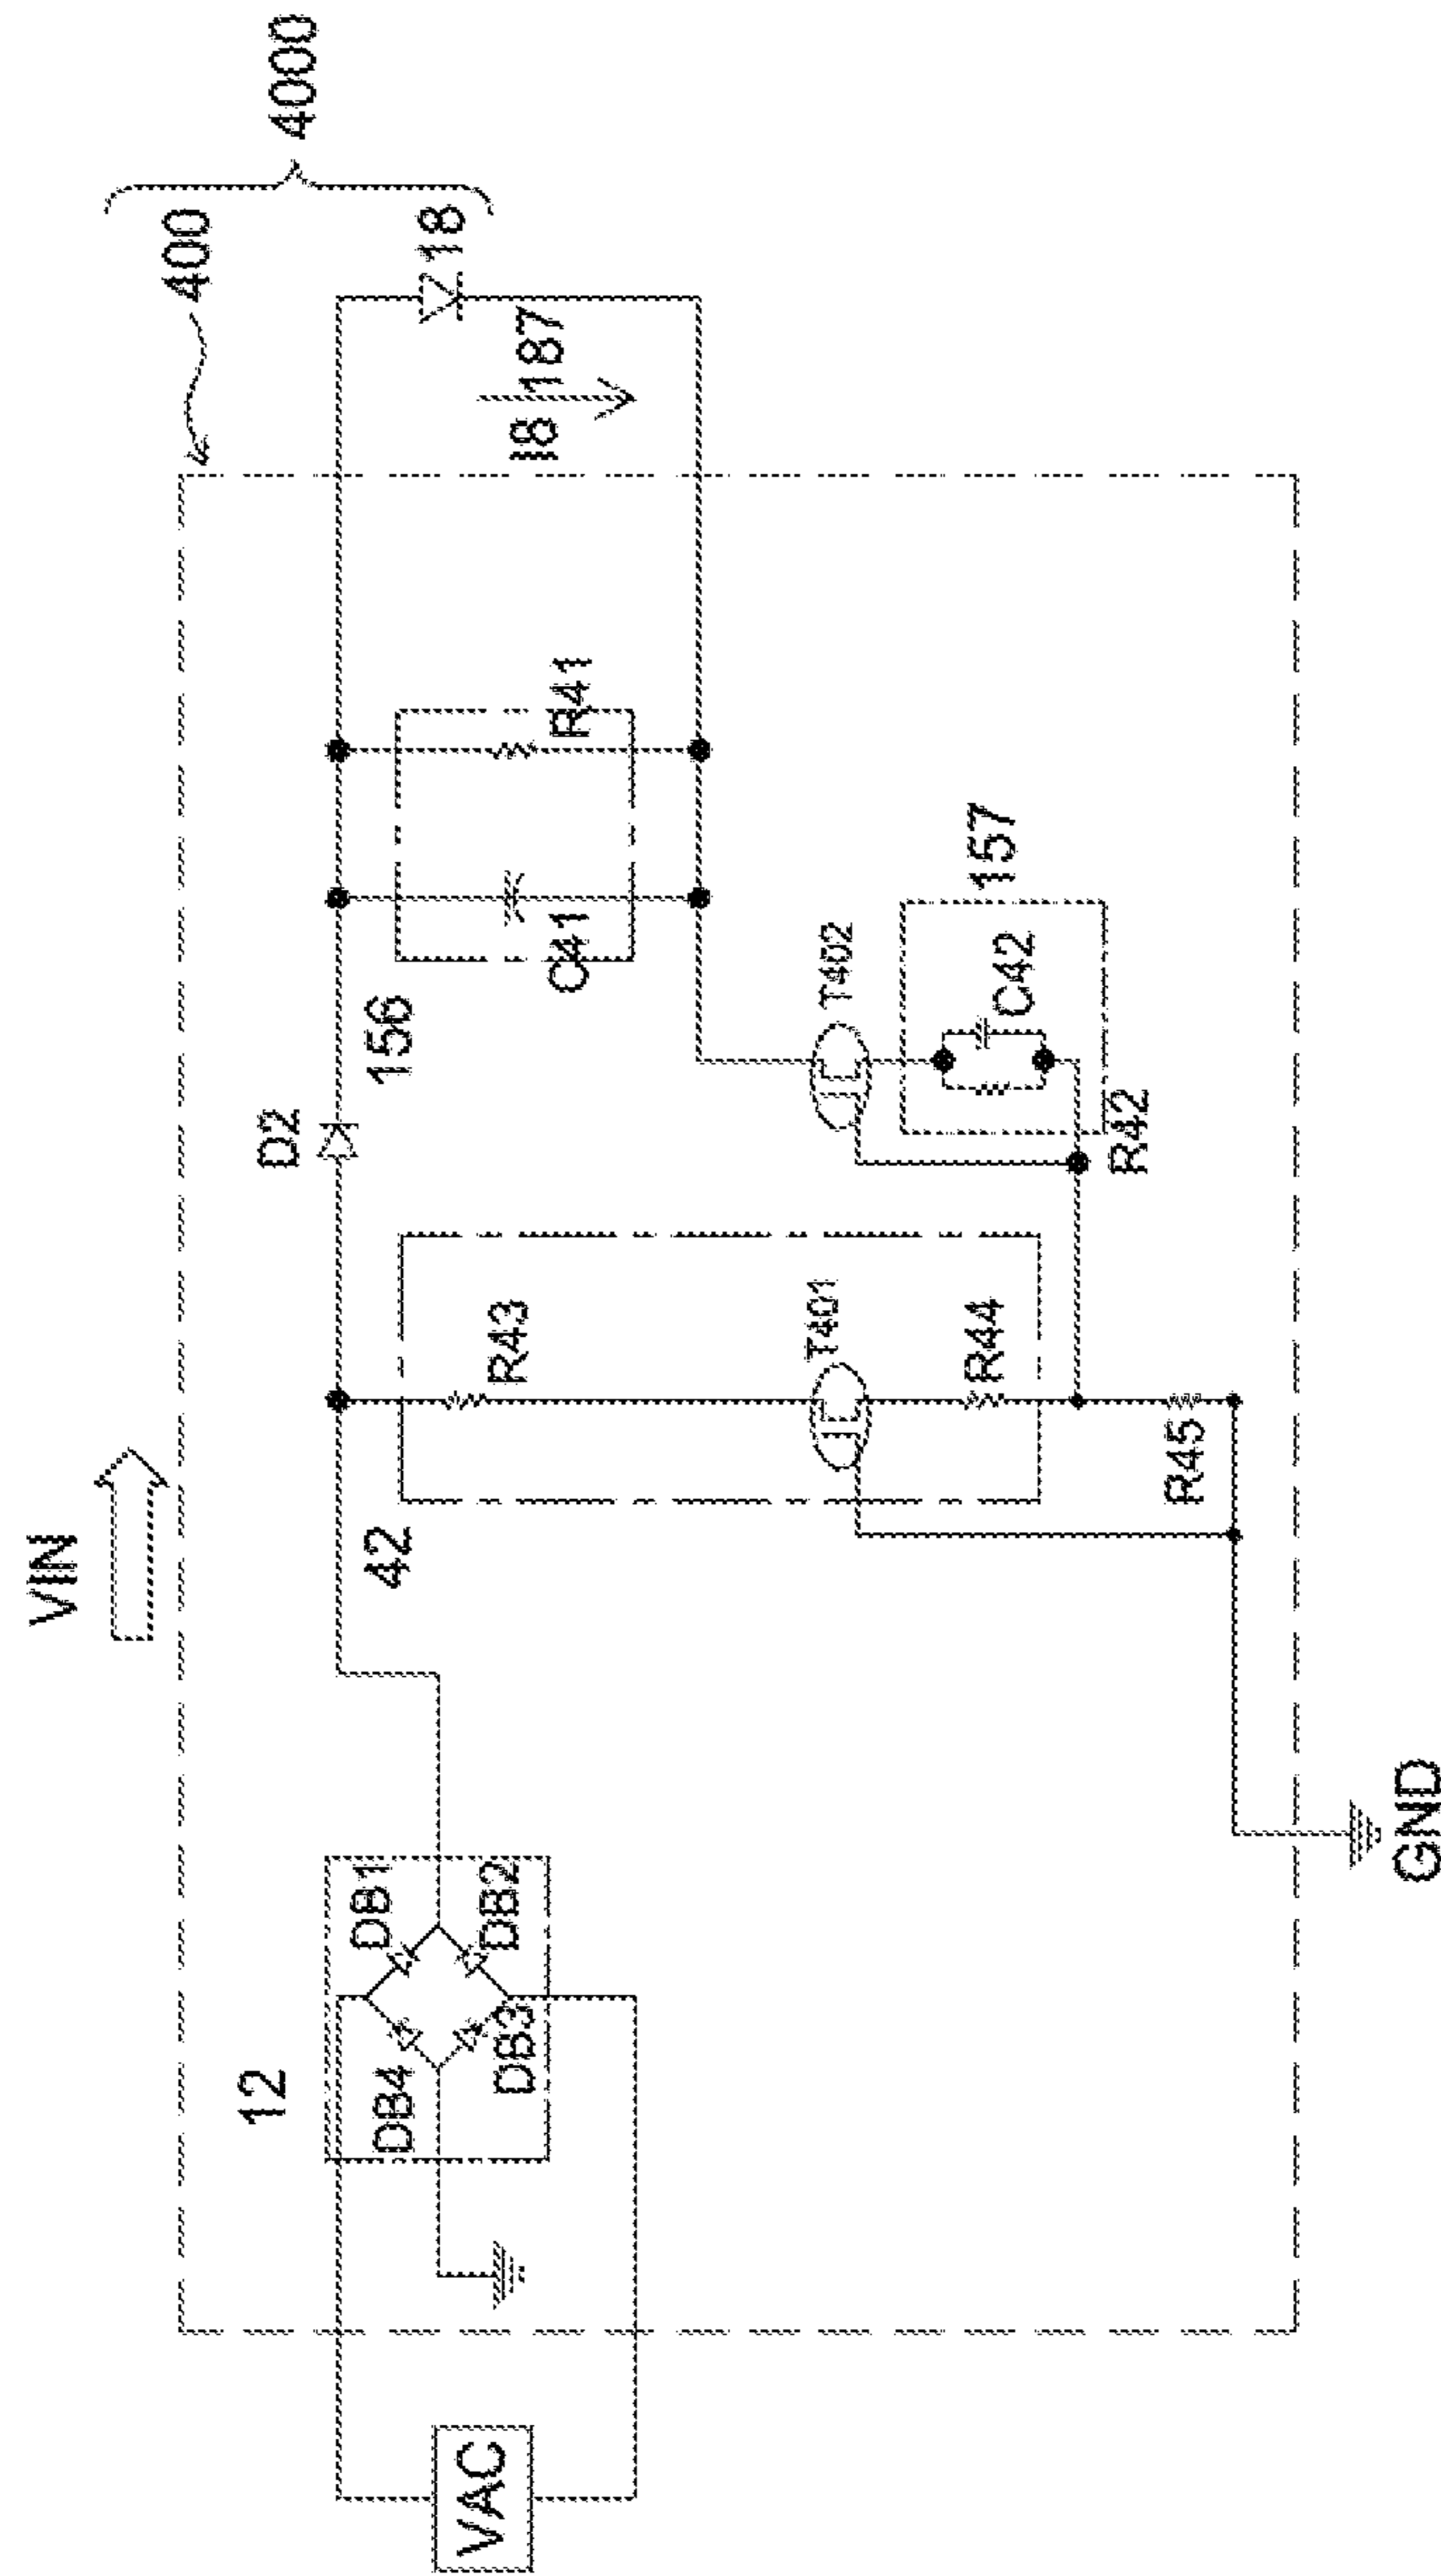 4000
400
VIN
18
I8 187
D2
156
C41
R41
42
R43
T401
R44
R45
T402
157
C42
R42
12
DB1
DB2
DB3
DB4
VAC
GND